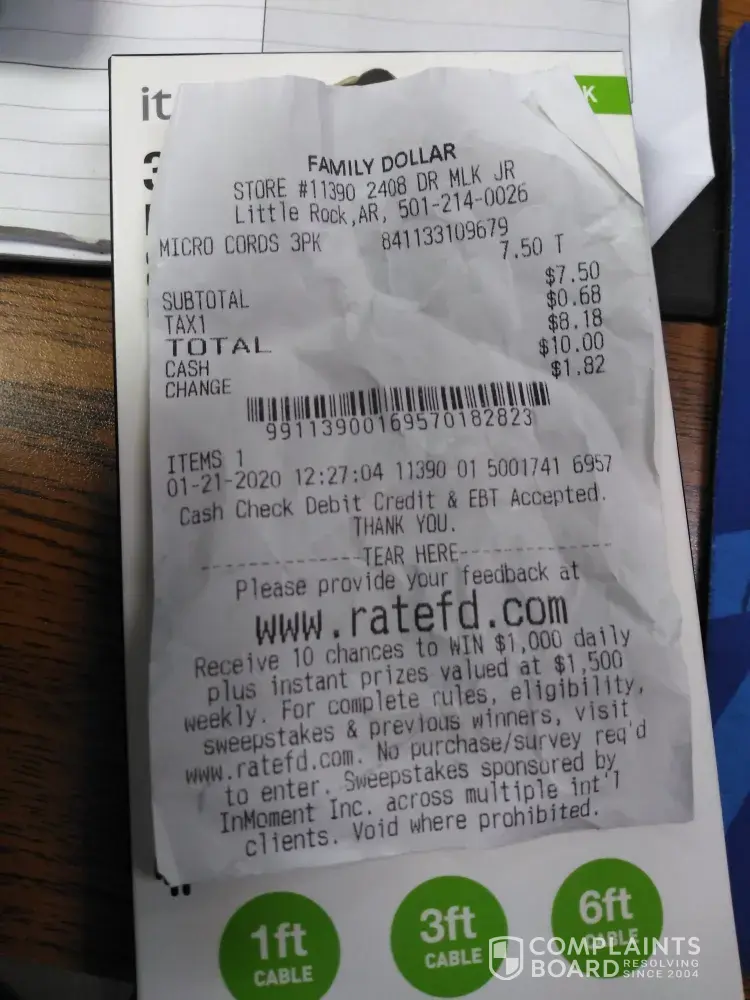 it
K
3
FAMILY DOLLAR
STORE #11390 2408 DR MLK JR
Little Rock,AR, 501-214-0026
MICRO CORDS 3PK 841133109679
7.50 T
SUBTOTAL $7.50
TAX1 $0.68
TOTAL $8.18
CASH $10.00
CHANGE $1.82
99113900169570182823
ITEMS 1
01-21-2020 12:27:04 11390 01 5001741 6957
Cash Check Debit Credit & EBT Accepted.
THANK YOU.
--------------TEAR HERE--------------
Please provide your feedback at
www.ratefd.com
Receive 10 chances to WIN $1,000 daily
plus instant prizes valued at $1,500
weekly. For complete rules, eligibility,
sweepstakes & previous winners, visit
www.ratefd.com. No purchase/survey req'd
to enter. Sweepstakes sponsored by
InMoment Inc. across multiple int'l
clients. Void where prohibited.
1ft
CABLE
3ft
CABLE
6ft
CABLE
COMPLAINTS
BOARD RESOLVING
SINCE 2004